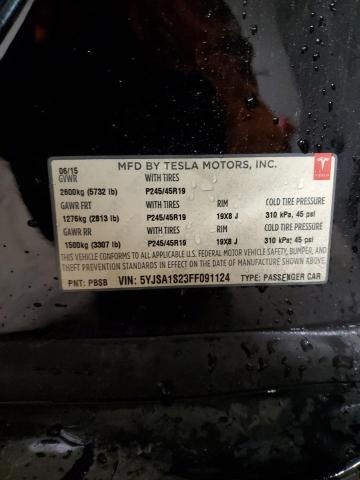 MFD BY TESLA MOTORS, INC.
TESLA
06/15
GVWR WITH TIRES
2600kg (5732 lb) P245/45R19
GAWR FRT WITH TIRES RIM COLD TIRE PRESSURE
1276kg (2813 lb) P245/45R19 19X8 J 310 kPa, 45 psi
GAWR RR WITH TIRES RIM COLD TIRE PRESSURE
1500kg (3307 lb) P245/45R19 19X8 J 310 kPa; 45 psi
THIS VEHICLE CONFORMS TO ALL APPLICABLE U.S. FEDERAL MOTOR VEHICLE SAFETY, BUMPER, AND
THEFT PREVENTION STANDARDS IN EFFECT ON THE
DATE OF MANUFACTURE SHOWN ABOVE.
PNT: PBSB VIN: 5YJSA1S23FF091124 TYPE: PASSENGER CAR